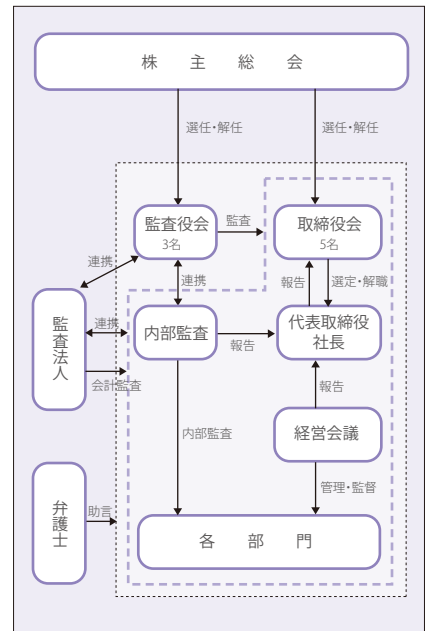 株主総会
選任・解任
選任・解任
監査役会
3名
監査
取締役会
5名
連携
連携
報告
選定・解職
監査法人
連携
会計監査
内部監査
報告
代表取締役
社長
報告
内部監査
経営会議
管理・監督
弁護士
助言
各部門